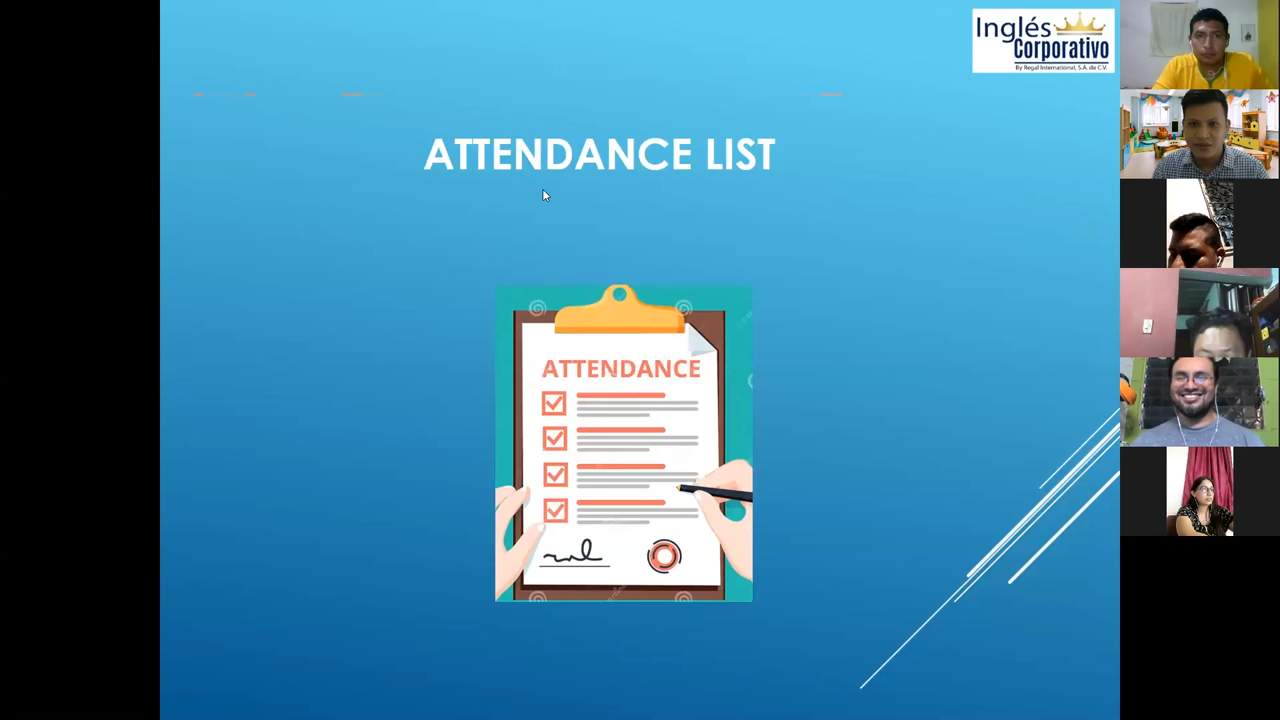 Inglés
Corporativo
By Regal International, S.A. de C.V.
ATTENDANCE LIST
ATTENDANCE